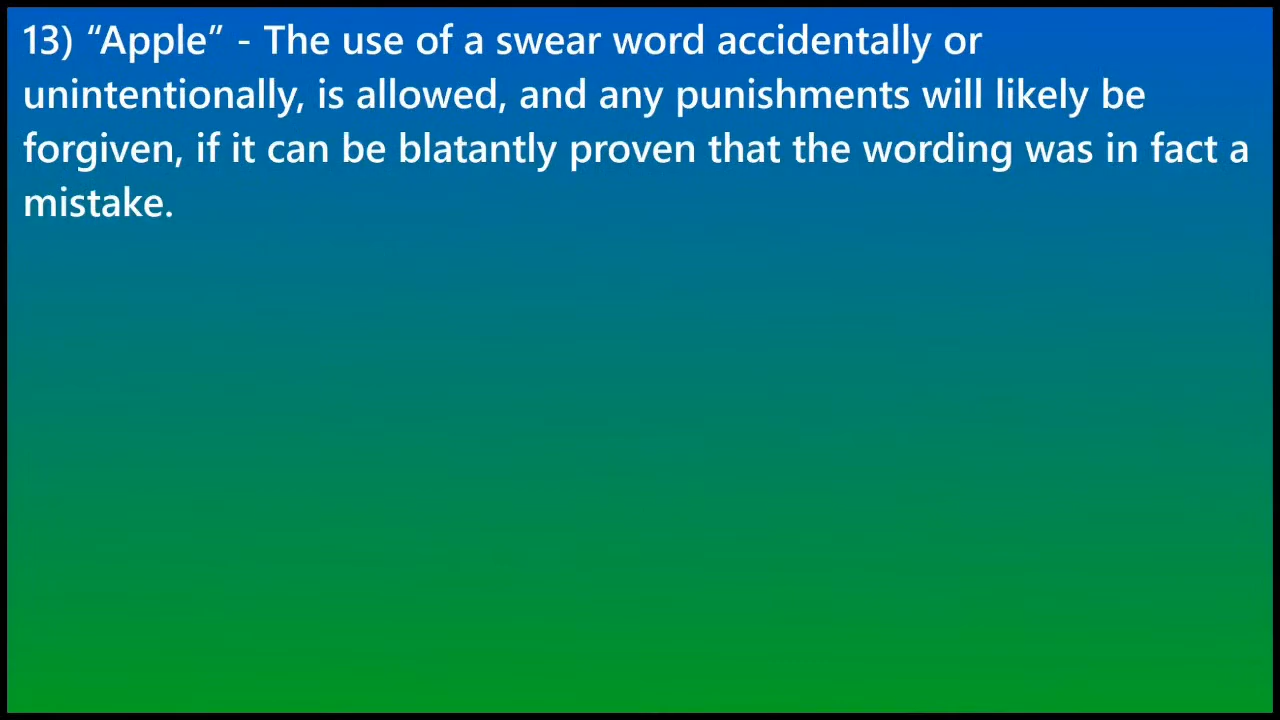 13) “Apple” - The use of a swear word accidentally or
unintentionally, is allowed, and any punishments will likely be
forgiven, if it can be blatantly proven that the wording was in fact a
mistake.